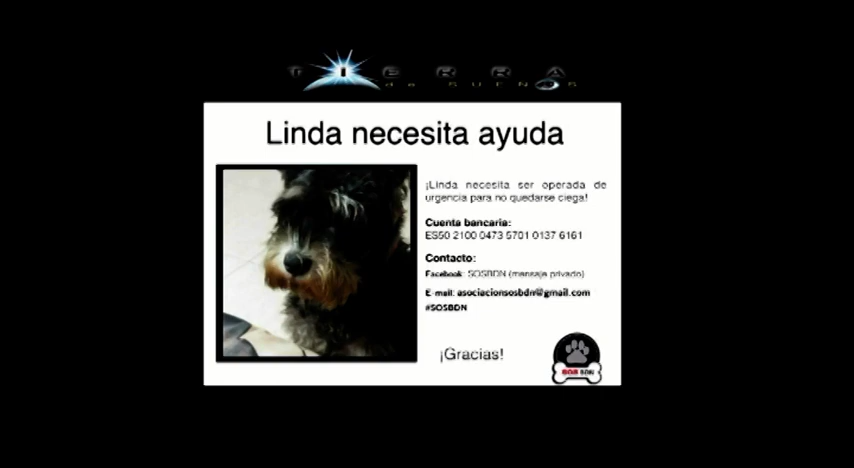 TIERRA
de SUEÑOS
Linda necesita ayuda
¡Linda necesita ser operada de
urgencia para no quedarse ciega!
Cuenta bancaria:
ES50 2100 0473 5701 0137 6161
Contacto:
Facebook: SOSBDN (mensaje privado)
E-mail: asociacionsosbdn@gmail.com
#SOSBDN
¡Gracias!
SOS BDN